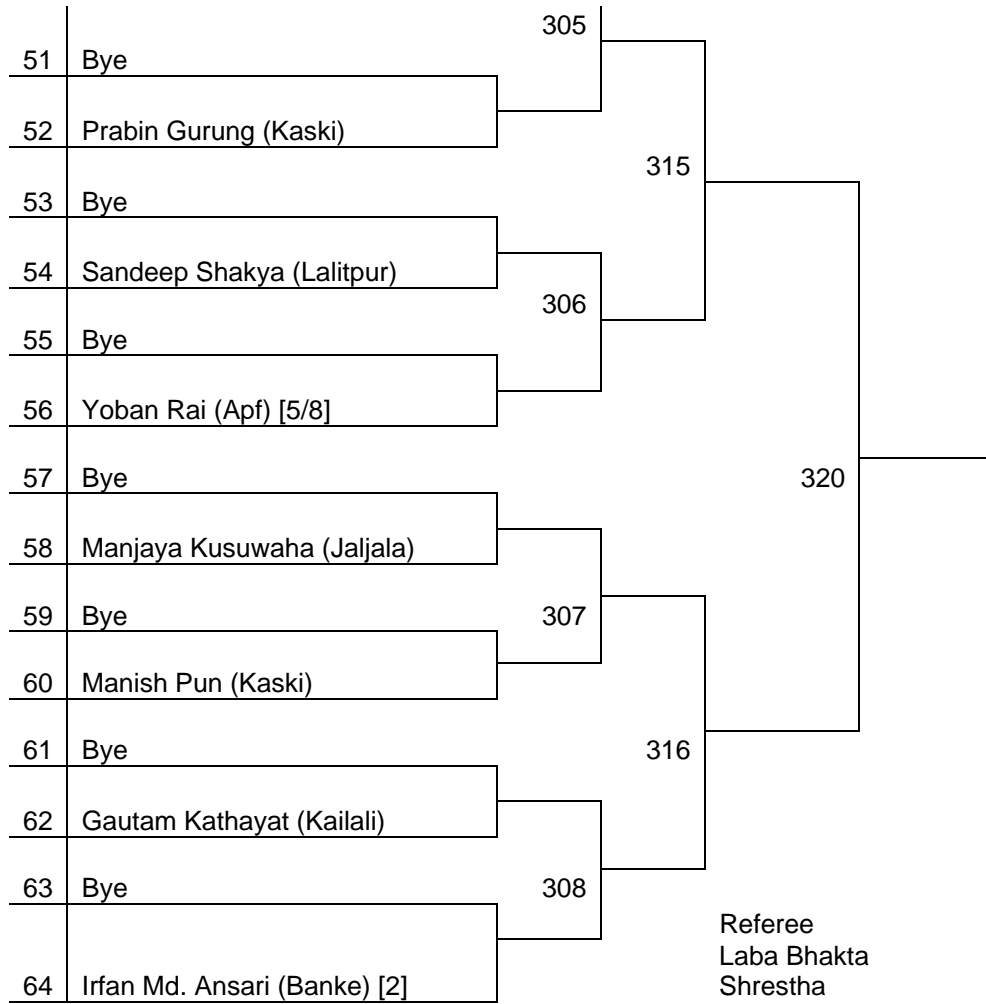 305
51 Bye
52 Prabin Gurung (Kaski)
315
53 Bye
54 Sandeep Shakya (Lalitpur)
306
55 Bye
56 Yoban Rai (Apf) [5/8]
57 Bye
320
58 Manjaya Kusuwaha (Jaljala)
59 Bye
307
60 Manish Pun (Kaski)
61 Bye
316
62 Gautam Kathayat (Kailali)
63 Bye
308
64 Irfan Md. Ansari (Banke) [2]
Referee
Laba Bhakta
Shrestha